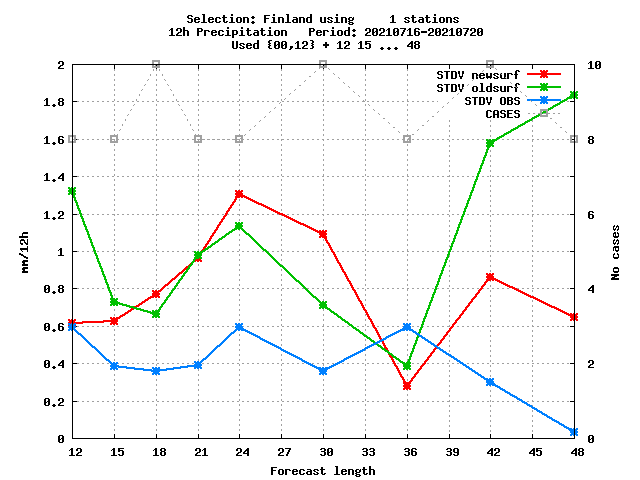 Selection: Finland using 1 stations
12h Precipitation Period: 20210716-20210720
Used {00,12} + 12 15 ... 48
2 10
STDV newsurf
STDV oldsurf
1.8
STDV OBS
CASES
1.6 8
1.4
1.2 6
mm/12h
1
No cases
0.8 4
0.6
0.4 2
0.2
0 0
12 15 18 21 24 27 30 33 36 39 42 45 48
Forecast length